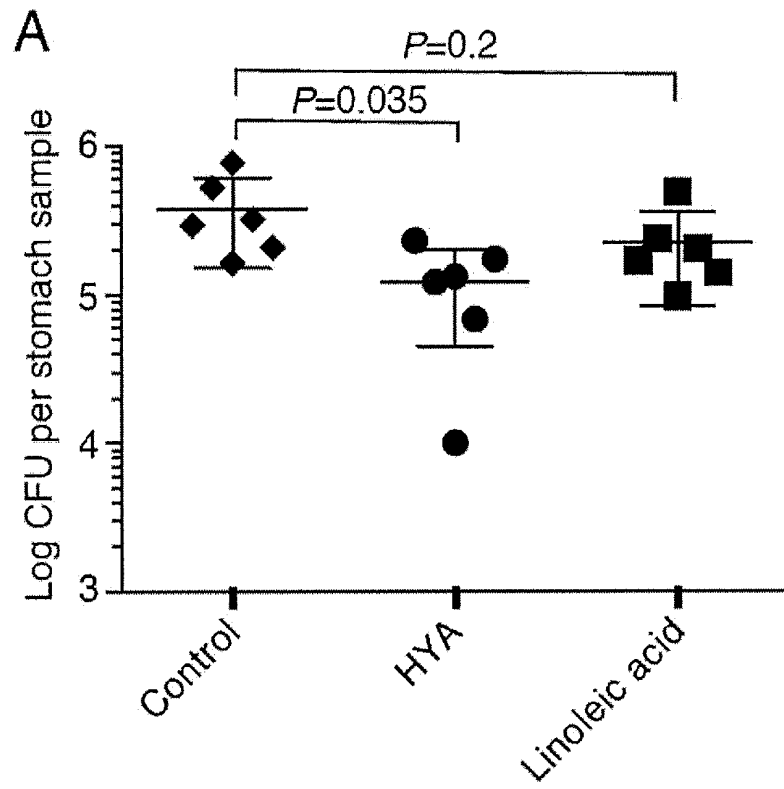 A
P=0.2
P=0.035
Log CFU per stomach sample
6
5
4
3
Control
HYA
Linoleic acid